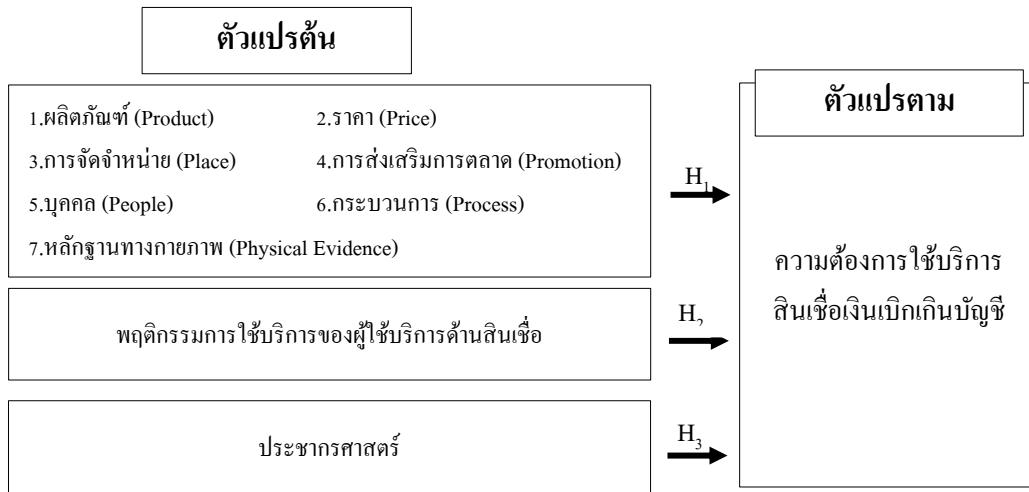 ตัวแปรต้น
ตัวแปรตาม
1.ผลิตภัณฑ์ (Product) 2.ราคา (Price)
3.การจัดจำหน่าย (Place) 4.การส่งเสริมการตลาด (Promotion)
5.บุคคล (People) 6.กระบวนการ (Process)
7.หลักฐานทางกายภาพ (Physical Evidence)
H1
ความต้องการใช้บริการ
สินเชื่อเงินเบิกเกินบัญชี
พฤติกรรมการใช้บริการของผู้ใช้บริการด้านสินเชื่อ
H2
ประชากรศาสตร์
H3